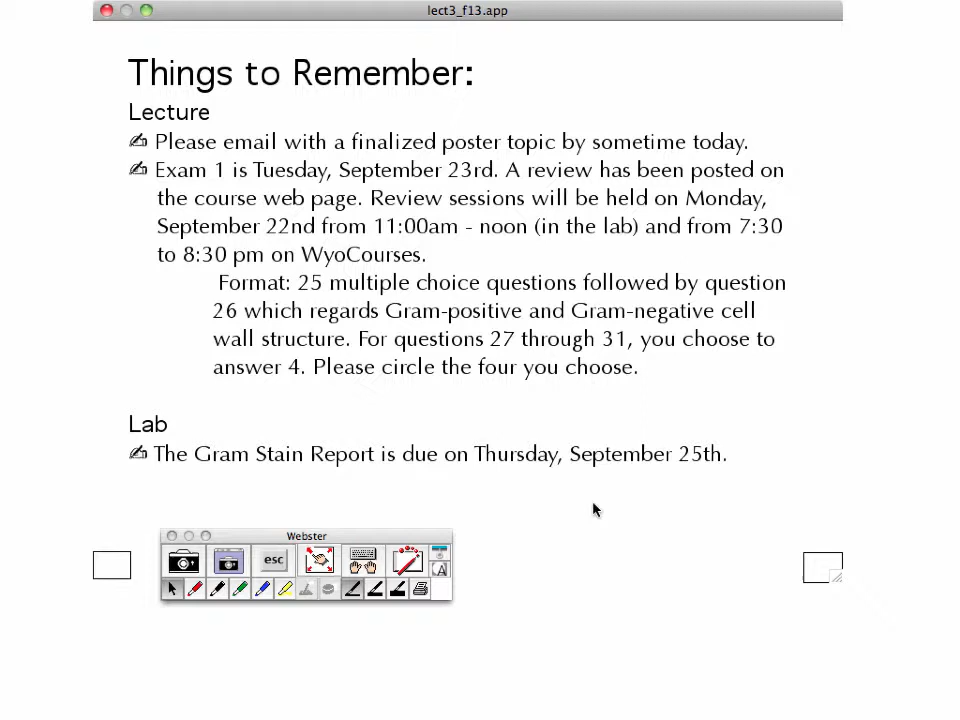 lect3_f13.app
Things to Remember:
Lecture
✍ Please email with a finalized poster topic by sometime today.
✍ Exam 1 is Tuesday, September 23rd. A review has been posted on
the course web page. Review sessions will be held on Monday,
September 22nd from 11:00am - noon (in the lab) and from 7:30
to 8:30 pm on WyoCourses.
Format: 25 multiple choice questions followed by question
26 which regards Gram-positive and Gram-negative cell
wall structure. For questions 27 through 31, you choose to
answer 4. Please circle the four you choose.
Lab
✍ The Gram Stain Report is due on Thursday, September 25th.
Webster
esc
A